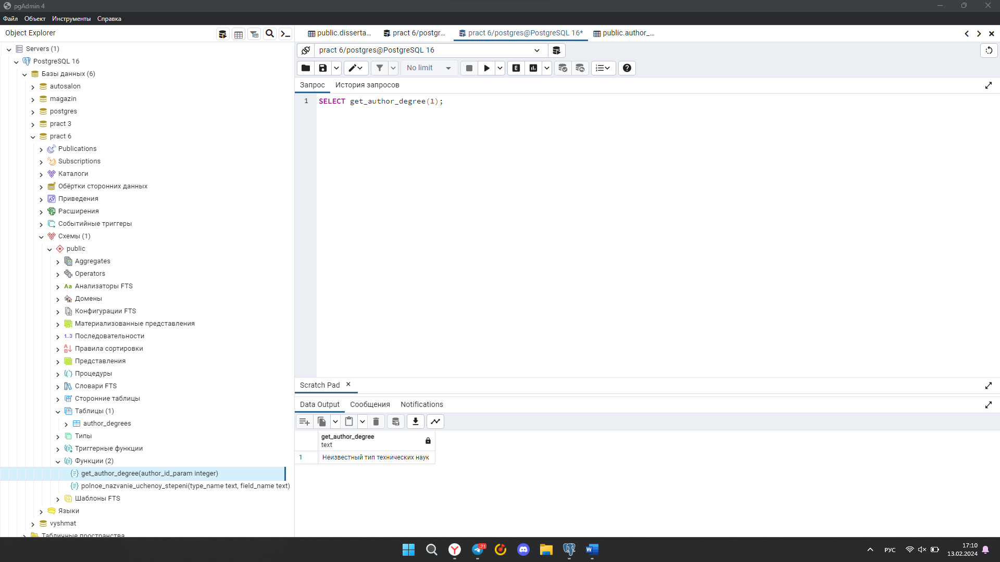 pgAdmin 4
Файл Объект Инструменты Справка
Object Explorer
public.disserta...
pract 6/postgr...
pract 6/postgres@PostgreSQL 16*
public.author_...
pract 6/postgres@PostgreSQL 16
No limit
E
Запрос
История запросов
1
SELECT get_author_degree(1);
Servers (1)
PostgreSQL 16
Базы данных (6)
autosalon
magazin
postgres
pract 3
pract 6
Publications
Subscriptions
Каталоги
Обёртки сторонних данных
Приведения
Расширения
Событийные триггеры
Схемы (1)
public
Aggregates
Operators
Aa Анализаторы FTS
Домены
Конфигурации FTS
Материализованные представления
1..3 Последовательности
Правила сортировки
Представления
Процедуры
Словари FTS
Сторонние таблицы
Таблицы (1)
author_degrees
Типы
Триггерные функции
Функции (2)
get_author_degree(author_id_param integer)
polnoe_nazvanie_uchenoy_stepeni(type_name text, field_name text)
Шаблоны FTS
Языки
vyshmat
Табличные пространства
Scratch Pad
Data Output
Сообщения
Notifications
get_author_degree
text
1
Неизвестный тип технических наук
71
РУС
17:10
13.02.2024